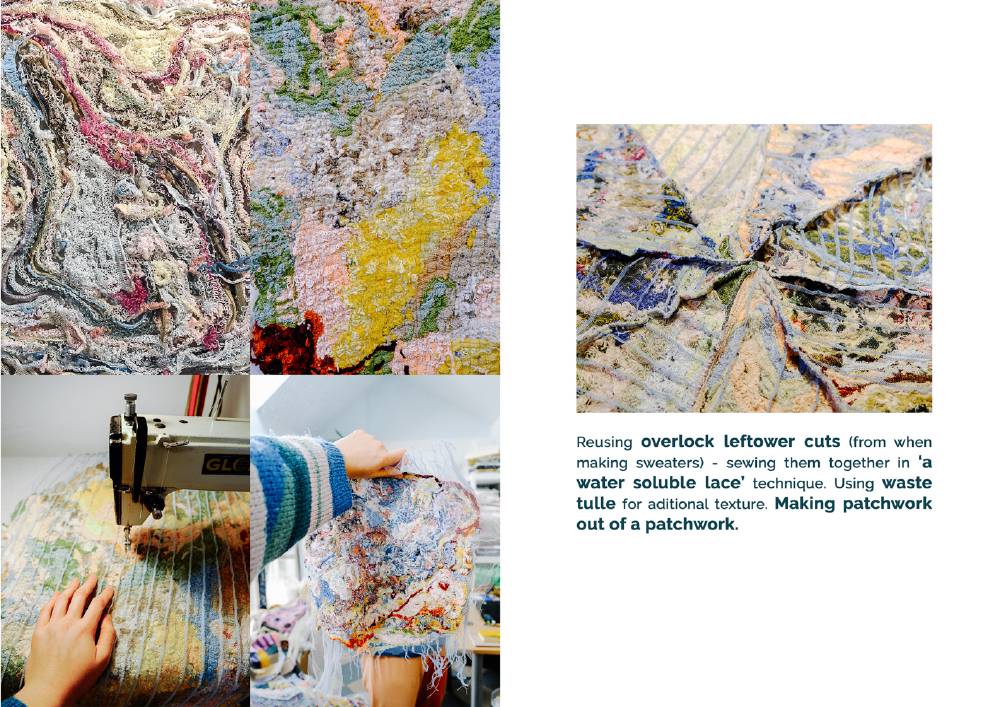 GLO
Reusing overlock leftower cuts (from when
making sweaters) - sewing them together in ‘a
water soluble lace’ technique. Using waste
tulle for aditional texture. Making patchwork
out of a patchwork.